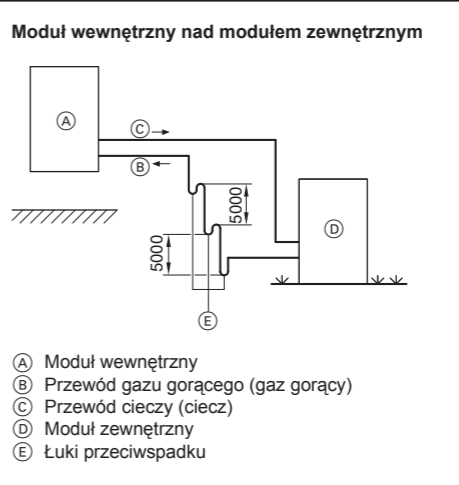 Moduł wewnętrzny nad modułem zewnętrznym
A
C
B
5000
5000
D
E
A Moduł wewnętrzny
B Przewód gazu gorącego (gaz gorący)
C Przewód cieczy (ciecz)
D Moduł zewnętrzny
E Łuki przeciwspadku